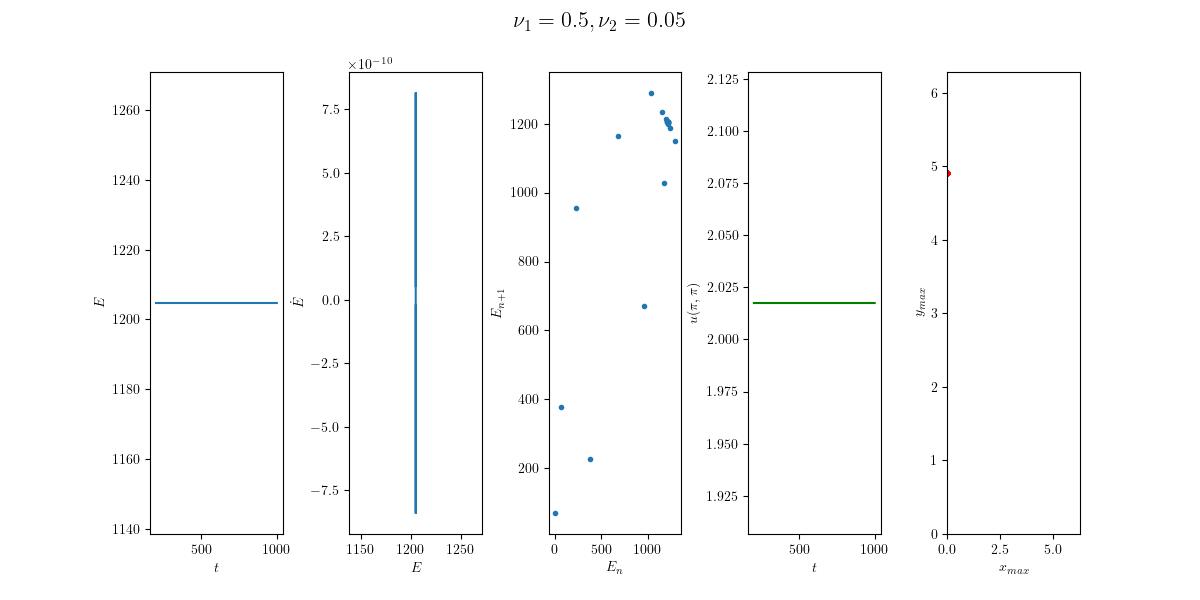 ν₁ = 0.5, ν₂ = 0.05
1260
1240
1220
1200
1180
1160
1140
E
500 1000
t
×10⁻¹⁰
7.5
5.0
2.5
0.0
−2.5
−5.0
−7.5
Ė
1150 1200 1250
E
1200
1000
800
600
400
200
Eₙ₊₁
0 500 1000
Eₙ
2.125
2.100
2.075
2.050
2.025
2.000
1.975
1.950
1.925
u(π, π)
500 1000
t
6
5
4
3
2
1
0
y_{max}
0.0 2.5 5.0
x_{max}